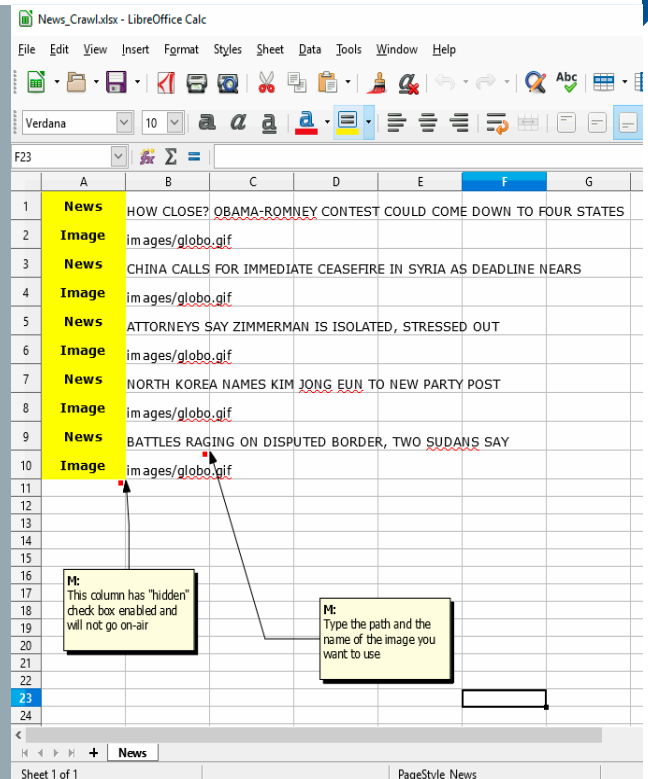 News_Crawl.xlsx - LibreOffice Calc
File Edit View Insert Format Styles Sheet Data Tools Window Help
Abc
Verdana 10 a a a a
F23 fx Σ =
A B C D E F G
1 News HOW CLOSE? OBAMA-ROMNEY CONTEST COULD COME DOWN TO FOUR STATES
2 Image images/globo.gif
3 News CHINA CALLS FOR IMMEDIATE CEASEFIRE IN SYRIA AS DEADLINE NEARS
4 Image images/globo.gif
5 News ATTORNEYS SAY ZIMMERMAN IS ISOLATED, STRESSED OUT
6 Image images/globo.gif
7 News NORTH KOREA NAMES KIM JONG EUN TO NEW PARTY POST
8 Image images/globo.gif
9 News BATTLES RAGING ON DISPUTED BORDER, TWO SUDANS SAY
10 Image images/globo.gif
11
12
13
14
15
16
17
18
19
20
21
22
23
24
M:
This column has "hidden"
check box enabled and
will not go on-air
M:
Type the path and the
name of the image you
want to use
News
Sheet 1 of 1 PageStyle_News